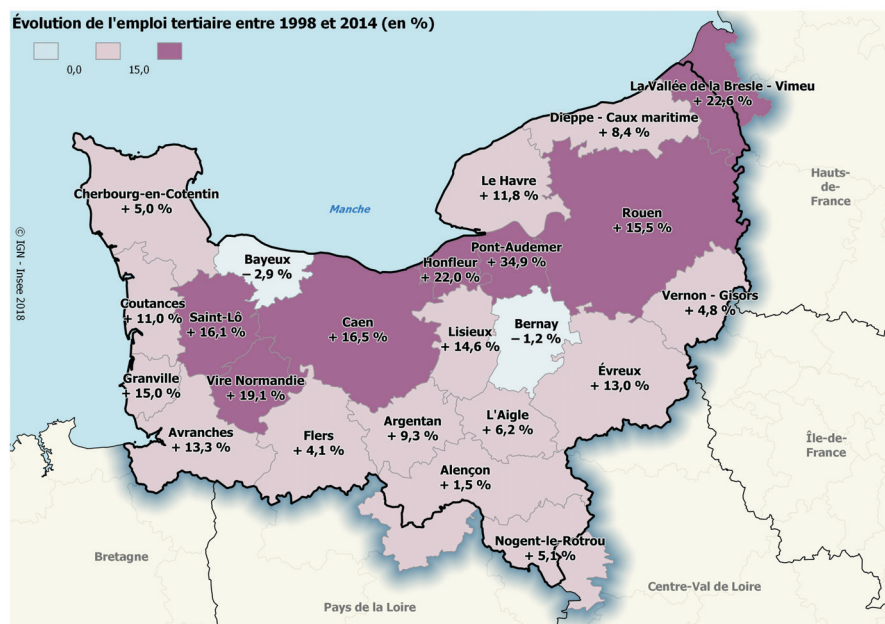 Évolution de l'emploi tertiaire entre 1998 et 2014 (en %)
0,0 15,0
La Vallée de la Bresle - Vimeu
+ 22,6 %
Dieppe - Caux maritime
+ 8,4 %
Hauts-
de-
France
Le Havre
+ 11,8 %
Cherbourg-en-Cotentin
+ 5,0 %
Manche
Rouen
+ 15,5 %
© IGN - Insee 2018
Bayeux
− 2,9 %
Pont-Audemer
+ 34,9 %
Honfleur
+ 22,0 %
Vernon - Gisors
+ 4,8 %
Coutances
+ 11,0 %
Saint-Lô
+ 16,1 %
Caen
+ 16,5 %
Lisieux
+ 14,6 %
Bernay
− 1,2 %
Évreux
+ 13,0 %
Granville
+ 15,0 %
Vire Normandie
+ 19,1 %
Avranches
+ 13,3 %
Flers
+ 4,1 %
Argentan
+ 9,3 %
L'Aigle
+ 6,2 %
Île-de-
France
Alençon
+ 1,5 %
Nogent-le-Rotrou
+ 5,1 %
Bretagne
Pays de la Loire
Centre-Val de Loire